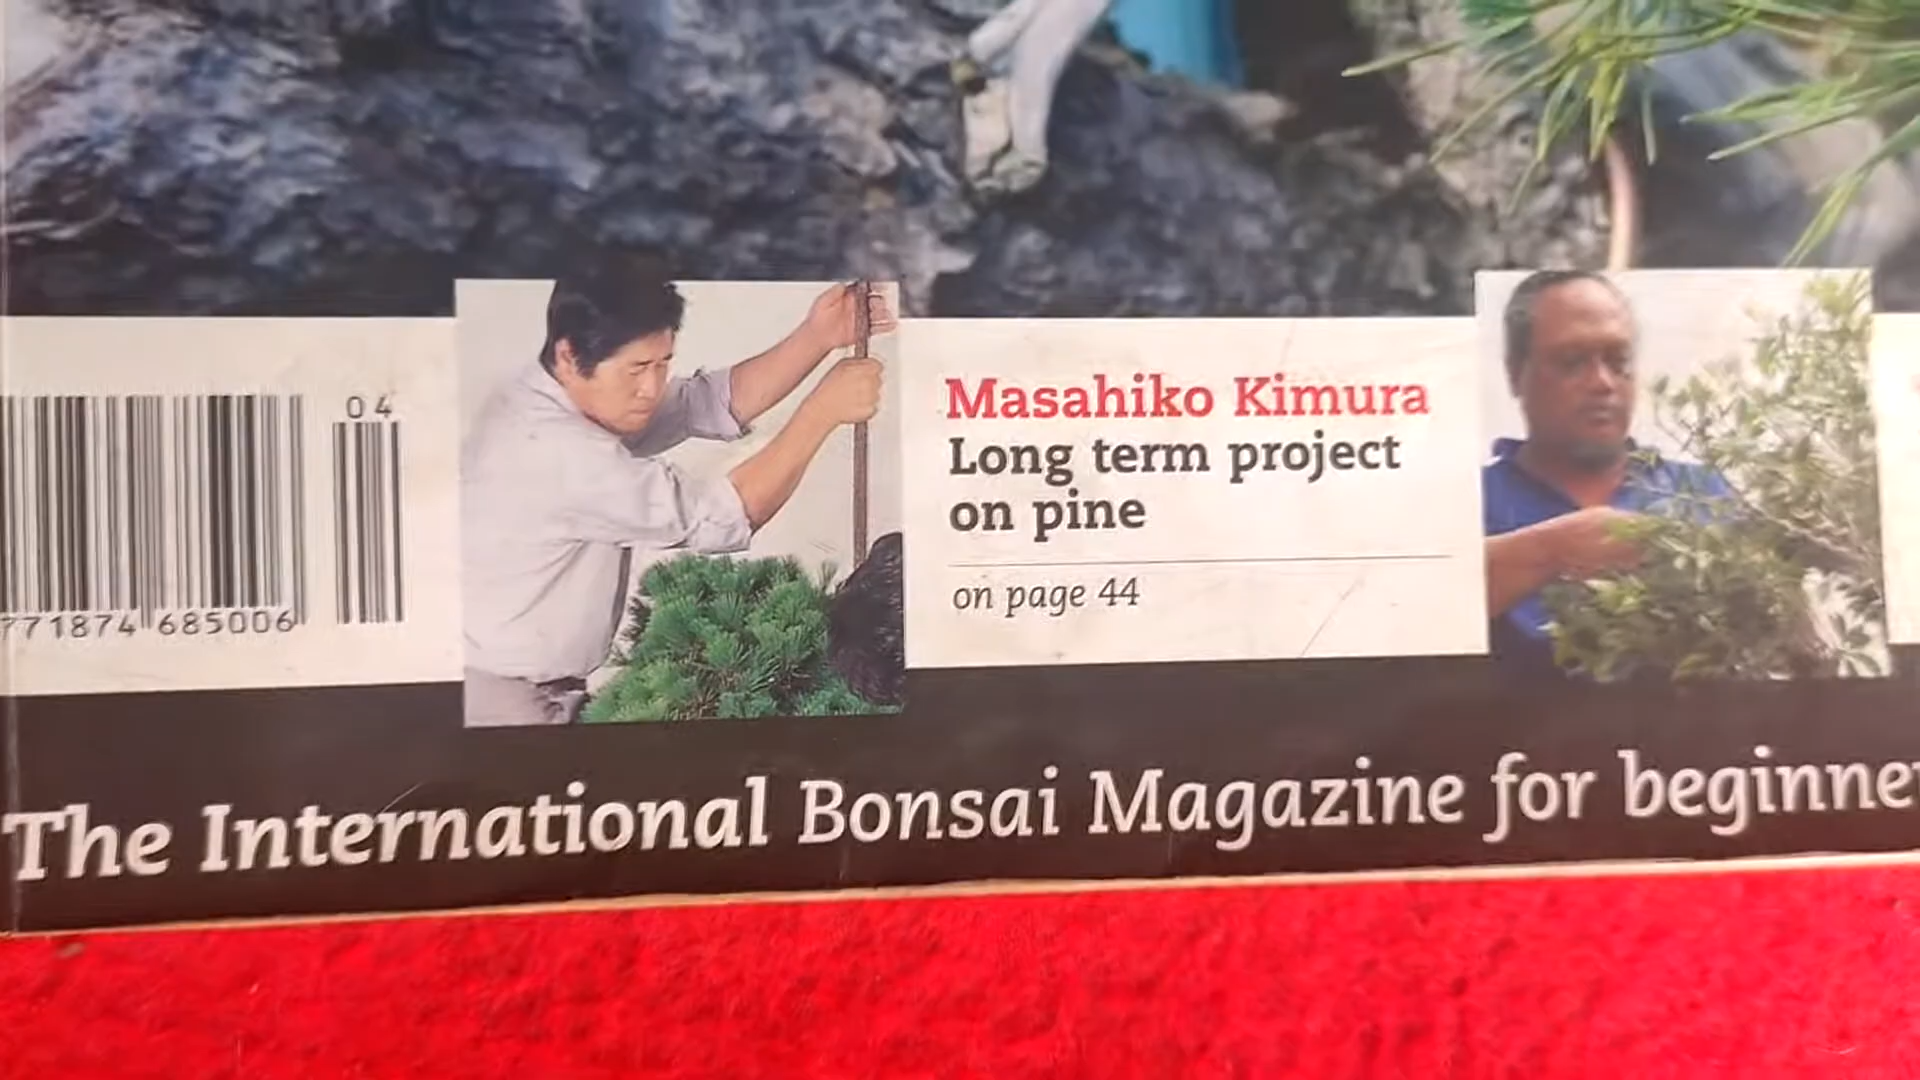 04
771874 685006
Masahiko Kimura
Long term project
on pine
on page 44
The International Bonsai Magazine for beginne